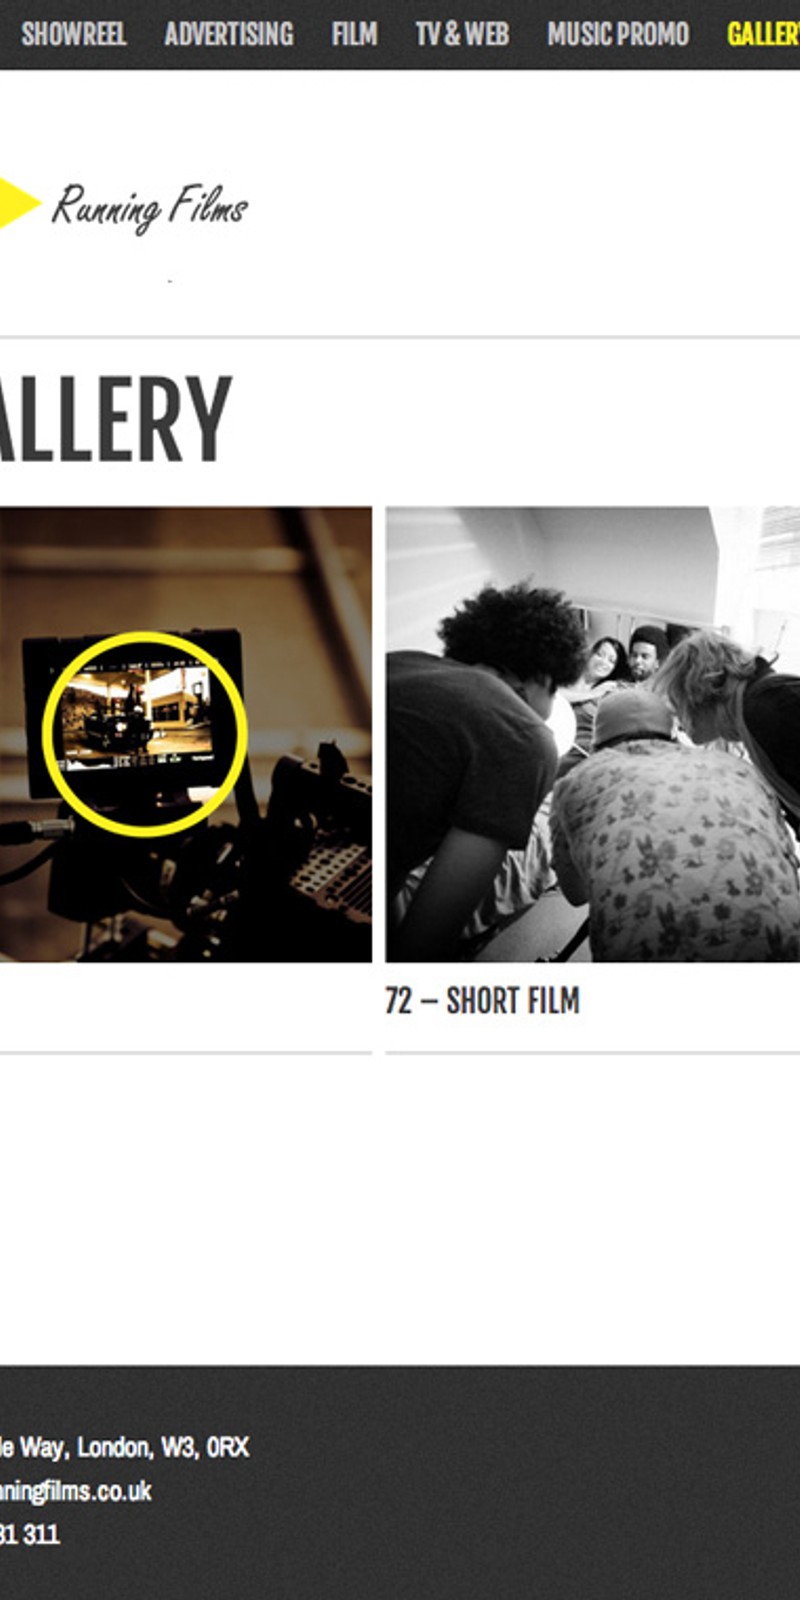 SHOWREEL ADVERTISING FILM TV & WEB MUSIC PROMO GALLERY
Running Films
ALLERY
72 – SHORT FILM
le Way, London, W3, 0RX
nningfilms.co.uk
31 311